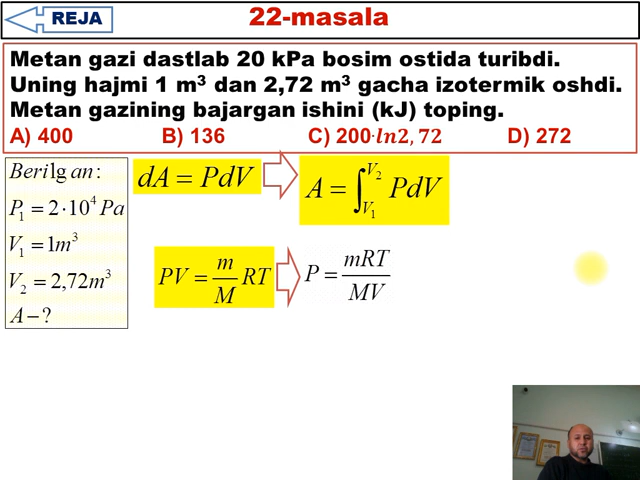 REJA
22-masala
Metan gazi dastlab 20 kPa bosim ostida turibdi.
Uning hajmi 1 m³ dan 2,72 m³ gacha izotermik oshdi.
Metan gazining bajargan ishini (kJ) toping.
A) 400 B) 136 C) 200·ln2,72 D) 272
Berilgan:
P₁ = 2·10⁴ Pa
V₁ = 1m³
V₂ = 2,72m³
A – ?
dA = PdV
A = ∫_{V₁}^{V₂} PdV
PV = m/M RT
P = mRT/MV